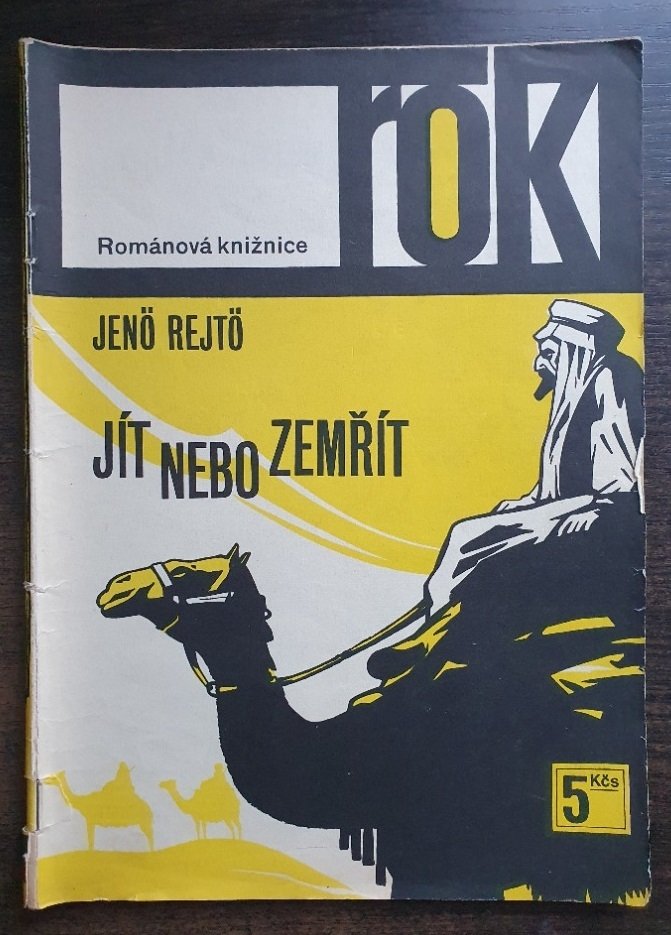 rok
Románová knižnice
JENÖ REJTÖ
JÍT NEBO ZEMŘÍT
5 Kčs